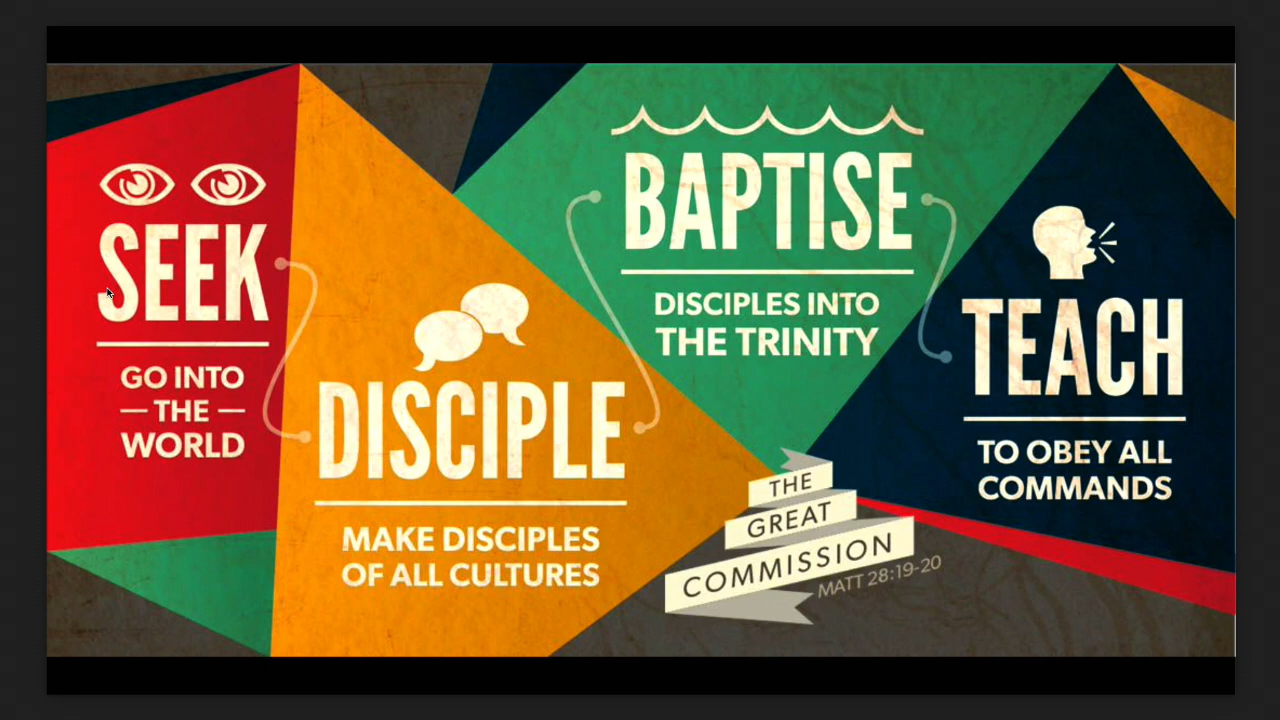 SEEK
GO INTO
— THE —
WORLD
DISCIPLE
MAKE DISCIPLES
OF ALL CULTURES
BAPTISE
DISCIPLES INTO
THE TRINITY
TEACH
TO OBEY ALL
COMMANDS
THE
GREAT
COMMISSION
MATT 28:19-20